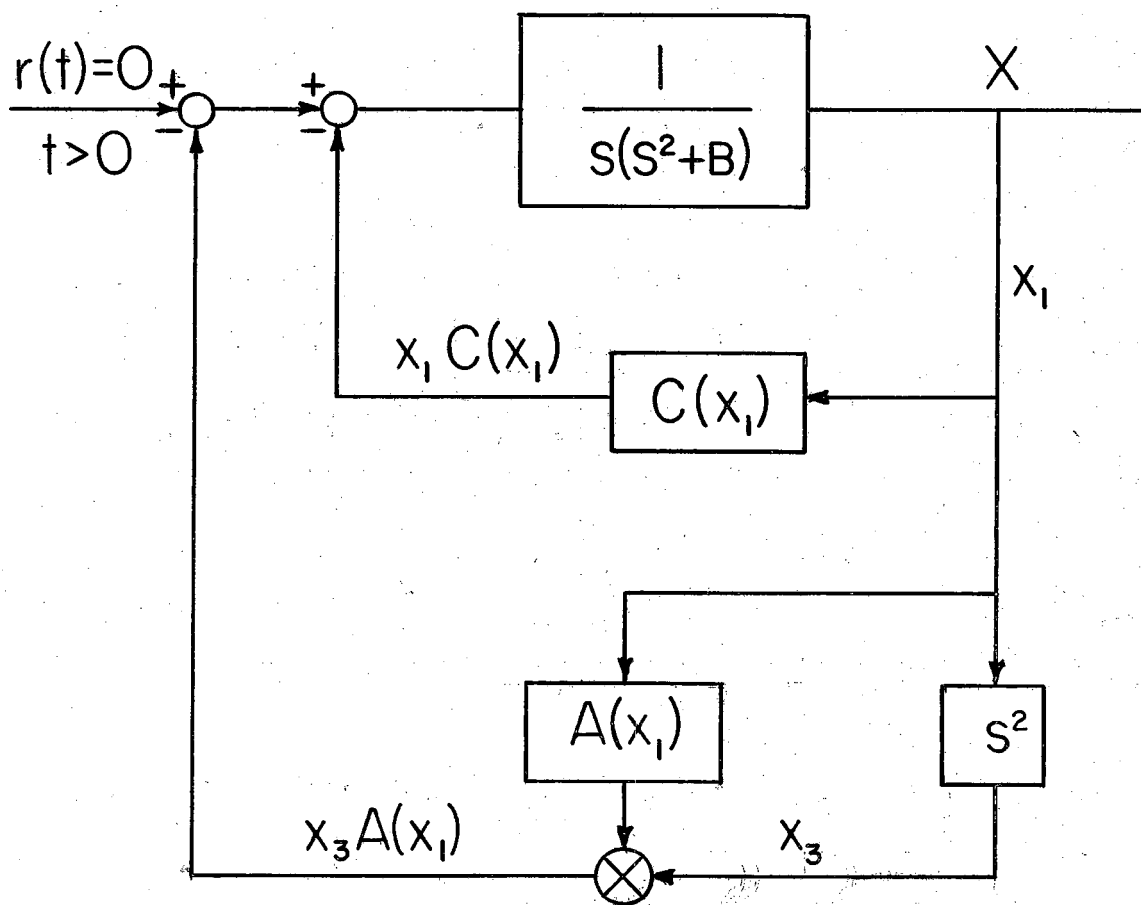 r(t)=0
t>0
+
−
+
−
1
S(S²+B)
X
x₁
x₁ C(x₁)
C(x₁)
A(x₁)
S²
x₃ A(x₁)
x₃